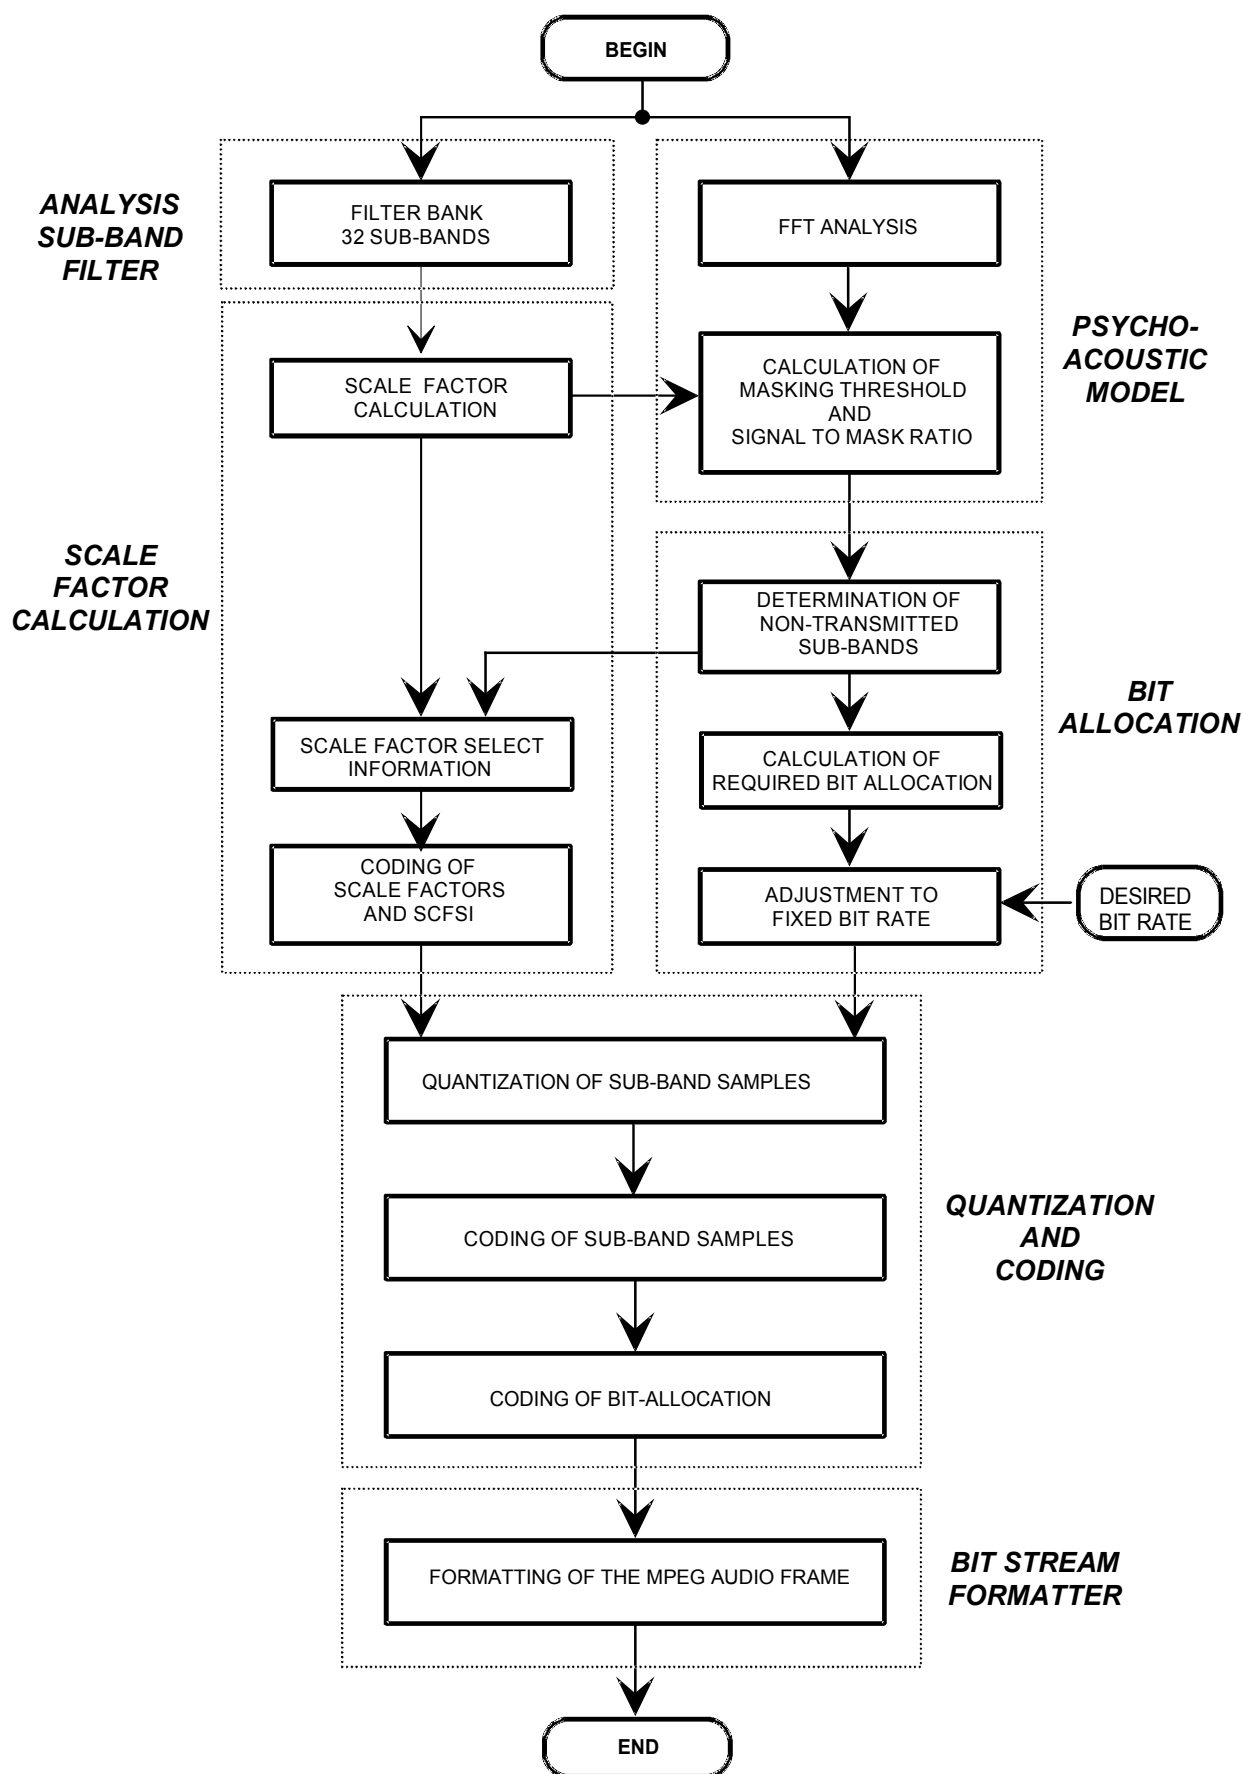 BEGIN
ANALYSIS
SUB-BAND
FILTER
FILTER BANK
32 SUB-BANDS
FFT ANALYSIS
PSYCHO-
ACOUSTIC
MODEL
SCALE FACTOR
CALCULATION
CALCULATION OF
MASKING THRESHOLD
AND
SIGNAL TO MASK RATIO
SCALE
FACTOR
CALCULATION
DETERMINATION OF
NON-TRANSMITTED
SUB-BANDS
BIT
ALLOCATION
SCALE FACTOR SELECT
INFORMATION
CALCULATION OF
REQUIRED BIT ALLOCATION
CODING OF
SCALE FACTORS
AND SCFSI
ADJUSTMENT TO
FIXED BIT RATE
DESIRED
BIT RATE
QUANTIZATION OF SUB-BAND SAMPLES
CODING OF SUB-BAND SAMPLES
QUANTIZATION
AND
CODING
CODING OF BIT-ALLOCATION
FORMATTING OF THE MPEG AUDIO FRAME
BIT STREAM
FORMATTER
END